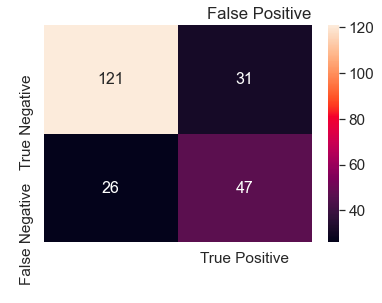 False Positive
True Negative
121
31
False Negative
26
47
True Positive
120
100
80
60
40